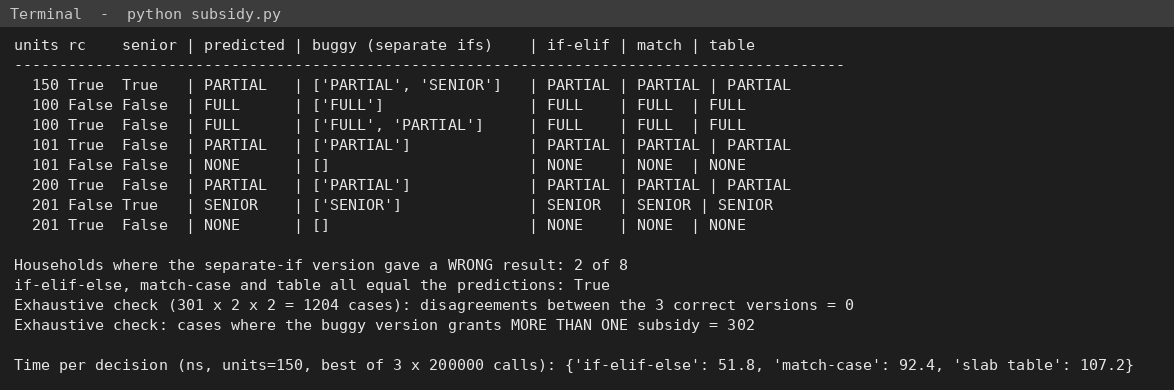 Terminal  -  python subsidy.py
units rc    senior | predicted | buggy (separate ifs)    | if-elif | match | table
--------------------------------------------------------------------------------------------
  150 True  True   | PARTIAL   | ['PARTIAL', 'SENIOR']   | PARTIAL | PARTIAL | PARTIAL
  100 False False  | FULL      | ['FULL']                | FULL    | FULL  | FULL
  100 True  False  | FULL      | ['FULL', 'PARTIAL']     | FULL    | FULL  | FULL
  101 True  False  | PARTIAL   | ['PARTIAL']             | PARTIAL | PARTIAL | PARTIAL
  101 False False  | NONE      | []                      | NONE    | NONE  | NONE
  200 True  False  | PARTIAL   | ['PARTIAL']             | PARTIAL | PARTIAL | PARTIAL
  201 False True   | SENIOR    | ['SENIOR']              | SENIOR  | SENIOR | SENIOR
  201 True  False  | NONE      | []                      | NONE    | NONE  | NONE
Households where the separate-if version gave a WRONG result: 2 of 8
if-elif-else, match-case and table all equal the predictions: True
Exhaustive check (301 x 2 x 2 = 1204 cases): disagreements between the 3 correct versions = 0
Exhaustive check: cases where the buggy version grants MORE THAN ONE subsidy = 302
Time per decision (ns, units=150, best of 3 x 200000 calls): {'if-elif-else': 51.8, 'match-case': 92.4, 'slab table': 107.2}